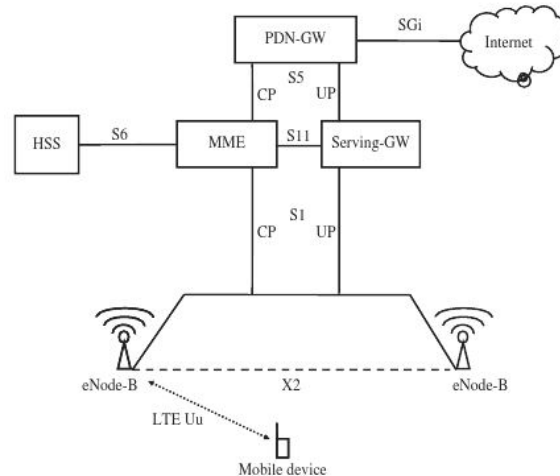 PDN-GW
SGi
Internet
S5
CP
UP
HSS
S6
MME
S11
Serving-GW
S1
CP
UP
eNode-B
X2
eNode-B
LTE Uu
Mobile device